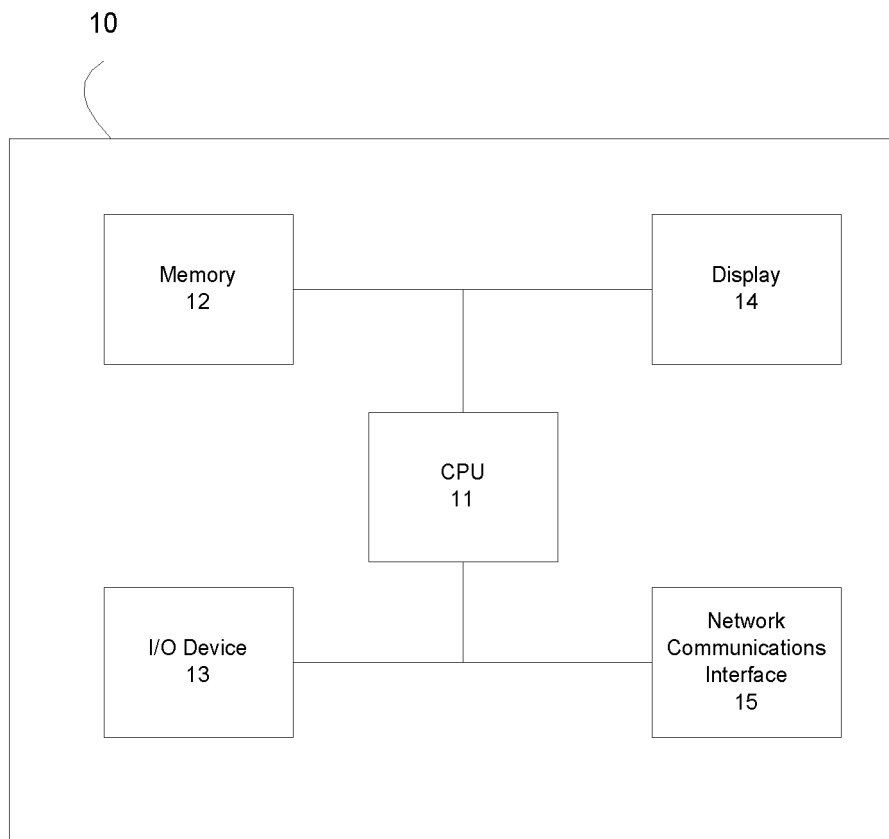 10
Memory
12
Display
14
CPU
11
I/O Device
13
Network
Communications
Interface
15